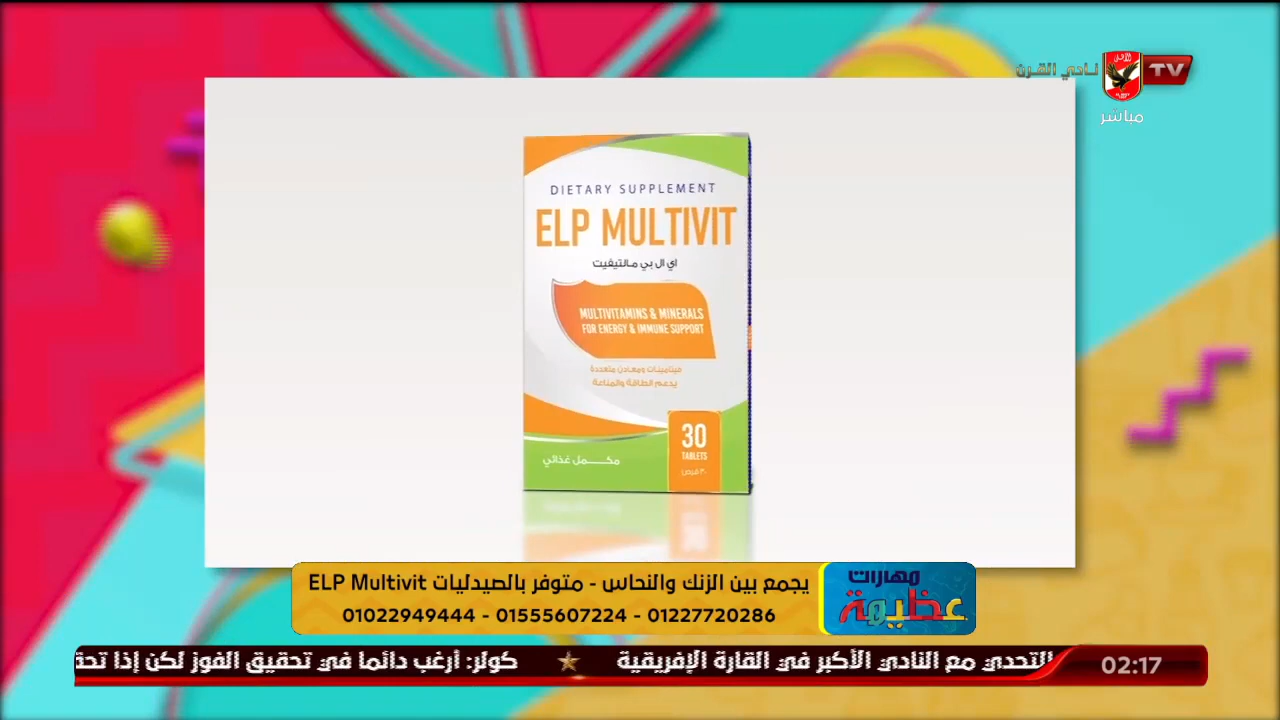 نادي القرن
TV
مباشر
DIETARY SUPPLEMENT
ELP MULTIVIT
اي ال بي مالتيفيت
MULTIVITAMINS & MINERALS
FOR ENERGY & IMMUNE SUPPORT
فيتامينات ومعادن متعددة
يدعم الطاقة والمناعة
30
TABLETS
٣٠ قرص
مكمل غذائي
مهارات
عظيمة
يجمع بين الزنك والنحاس - متوفر بالصيدليات ELP Multivit
01022949444 - 01555607224 - 01227720286
التحدي مع النادي الأكبر في القارة الإفريقية
كولر: أرغب دائما في تحقيق الفوز لكن إذا تحق
02:17